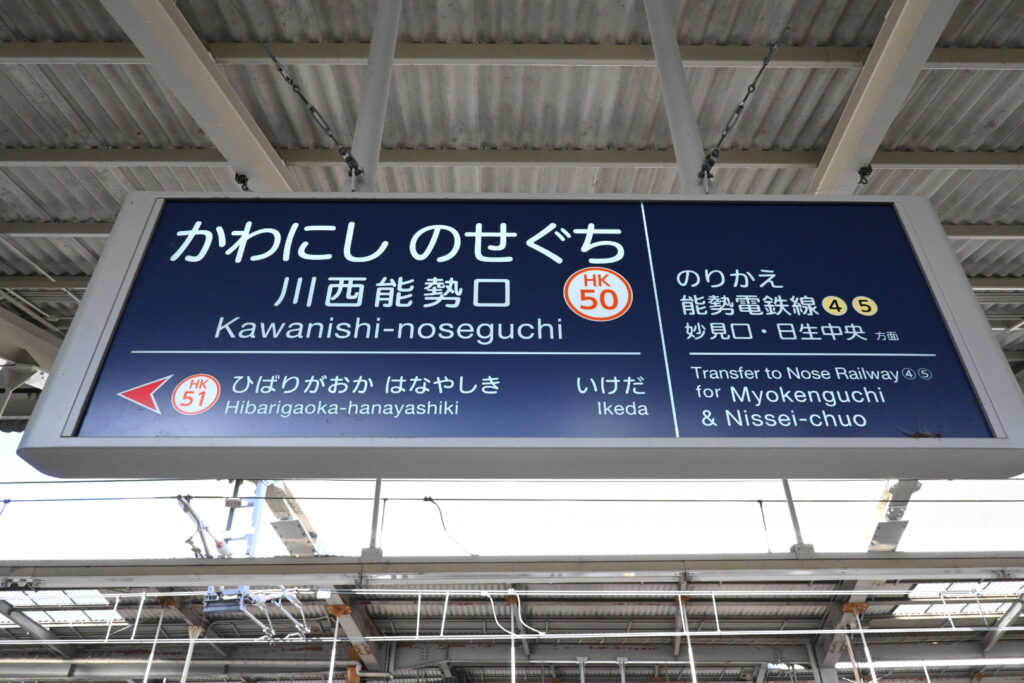 かわにし のせぐち
川西能勢口
HK
50
Kawanishi-noseguchi
HK
51
ひばりがおか はなやしき
Hibarigaoka-hanayashiki
いけだ
Ikeda
のりかえ
能勢電鉄線 4 5
妙見口・日生中央 方面
Transfer to Nose Railway④⑤
for Myokenguchi
& Nissei-chuo